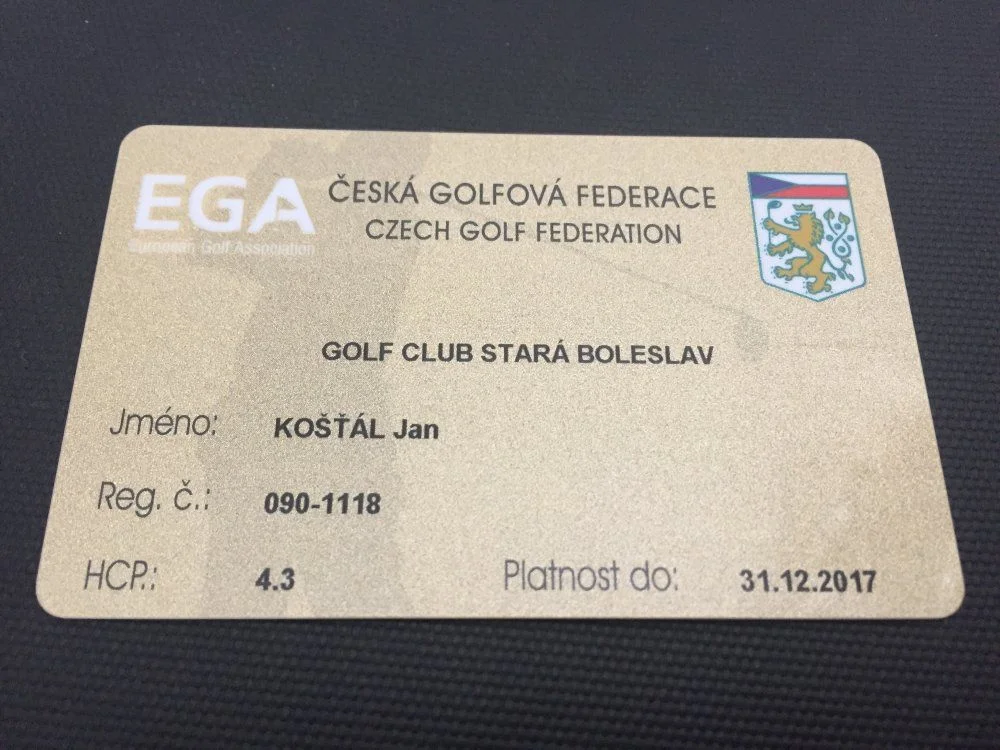 EGA
European Golf Association
ČESKÁ GOLFOVÁ FEDERACE
CZECH GOLF FEDERATION
GOLF CLUB STARÁ BOLESLAV
Jméno: KOŠŤÁL Jan
Reg. č.: 090-1118
HCP.: 4.3 Platnost do: 31.12.2017